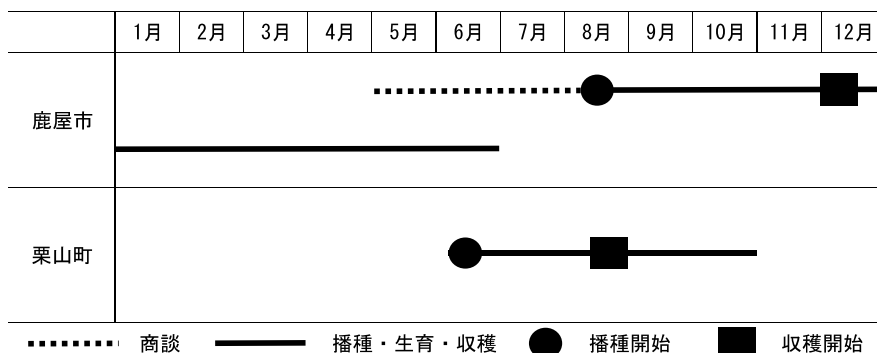 1月 2月 3月 4月 5月 6月 7月 8月 9月 10月 11月 12月
鹿屋市
栗山町
商談 播種・生育・収穫 播種開始 収穫開始